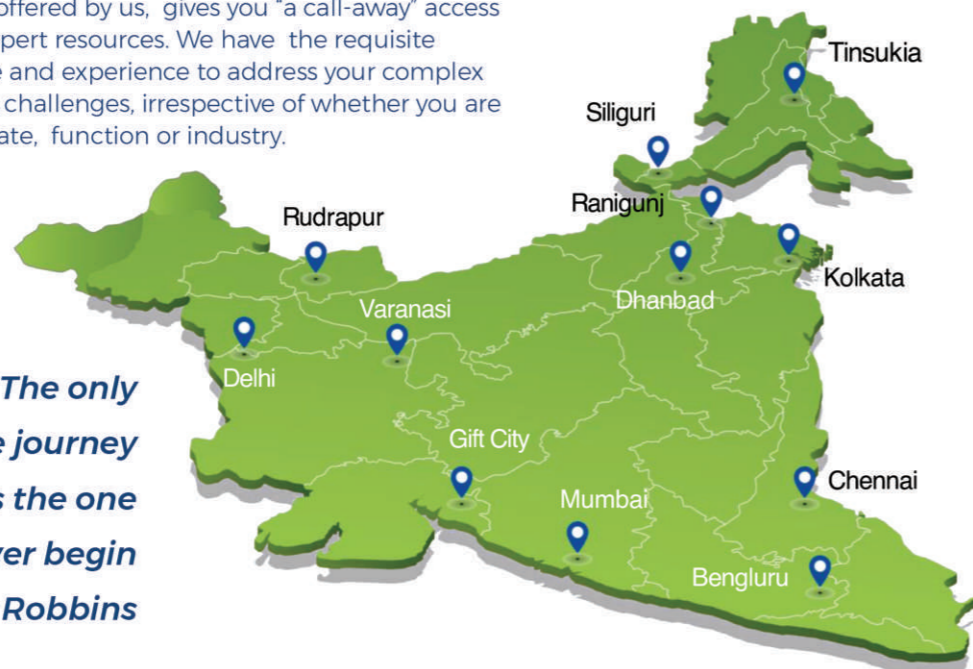 offered by us, gives you “a call-away” access
pert resources. We have the requisite
e and experience to address your complex
challenges, irrespective of whether you are
ate, function or industry.
Tinsukia
Siliguri
Ranigunj
Rudrapur
Kolkata
Dhanbad
Varanasi
Delhi
The only
e journey
s the one
ver begin
Robbins
Gift City
Chennai
Mumbai
Bengluru